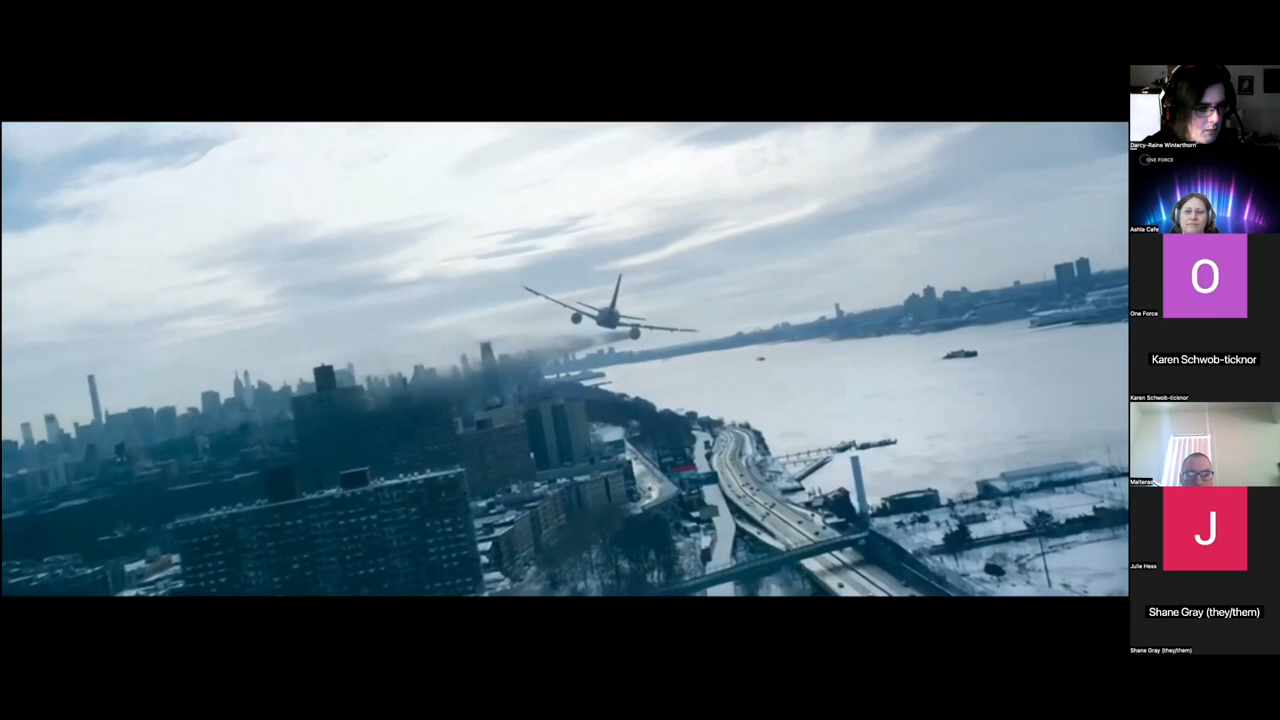 Darcy-Raine Winterthorn
ONE FORCE
Ashla Cafe
O
One Force
Karen Schwob-ticknor
Karen Schwob-ticknor
Malteras
J
Julie Hess
Shane Gray (they/them)
Shane Gray (they/them)